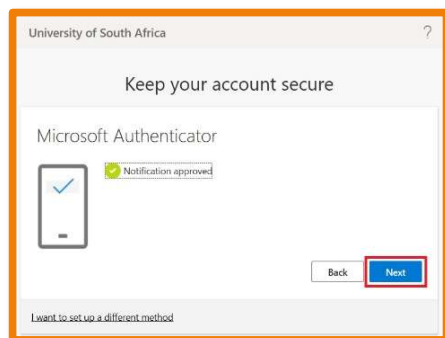 University of South Africa ?
Keep your account secure
Microsoft Authenticator
Notification approved
Back Next
I want to set up a different method